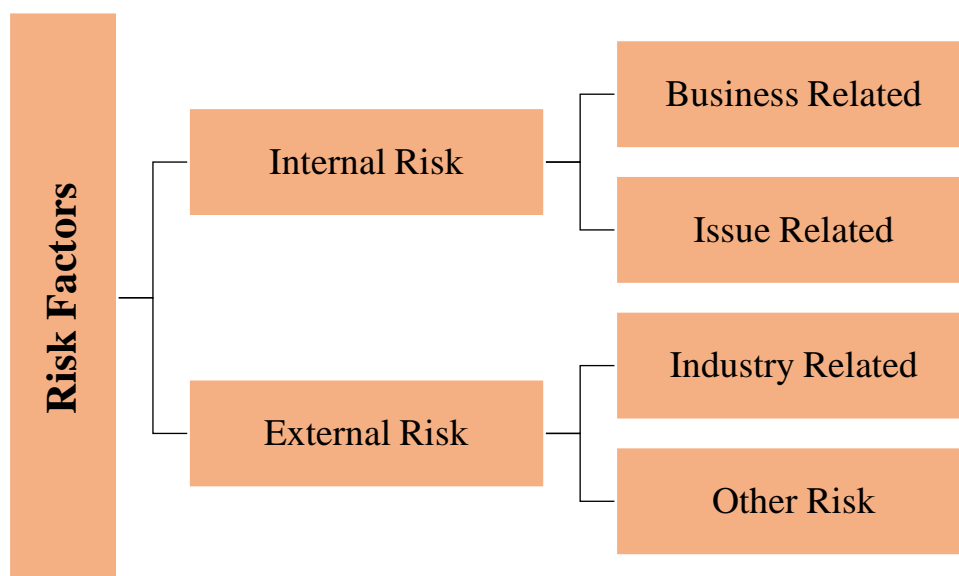 Risk Factors
Internal Risk
Business Related
Issue Related
External Risk
Industry Related
Other Risk